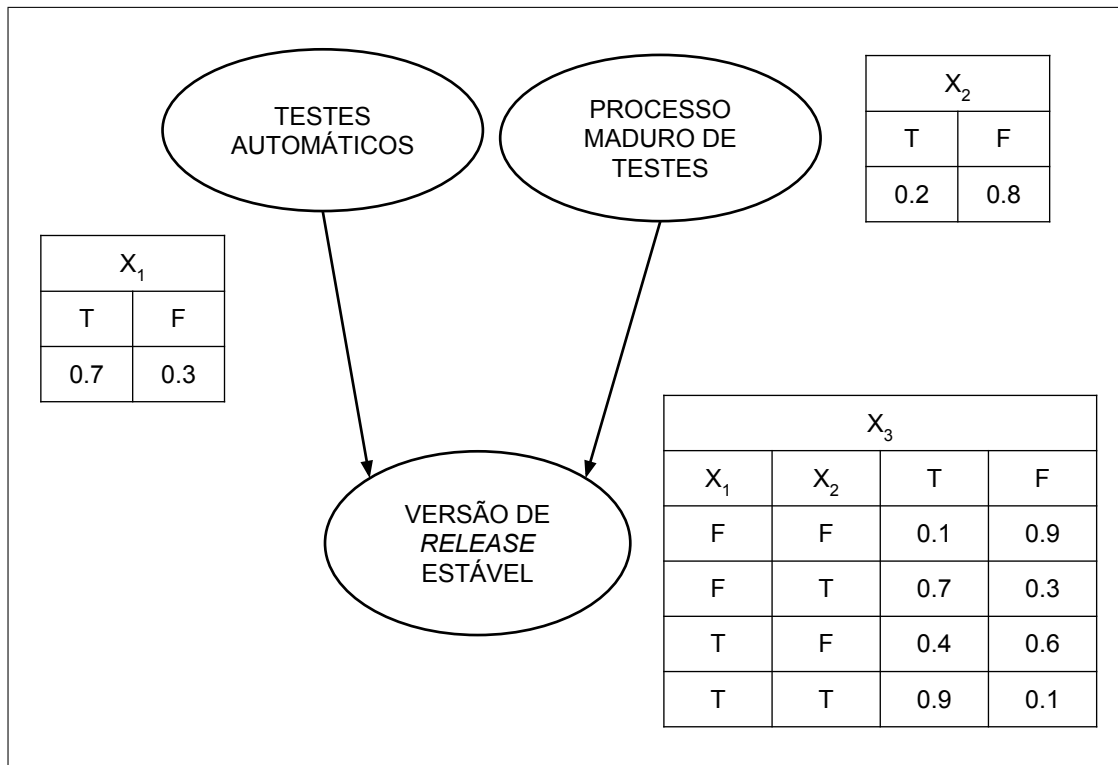 TESTES
AUTOMÁTICOS
PROCESSO
MADURO DE
TESTES
X₂
T F
0.2 0.8
X₁
T F
0.7 0.3
VERSÃO DE
RELEASE
ESTÁVEL
X₃
X₁ X₂ T F
F F 0.1 0.9
F T 0.7 0.3
T F 0.4 0.6
T T 0.9 0.1